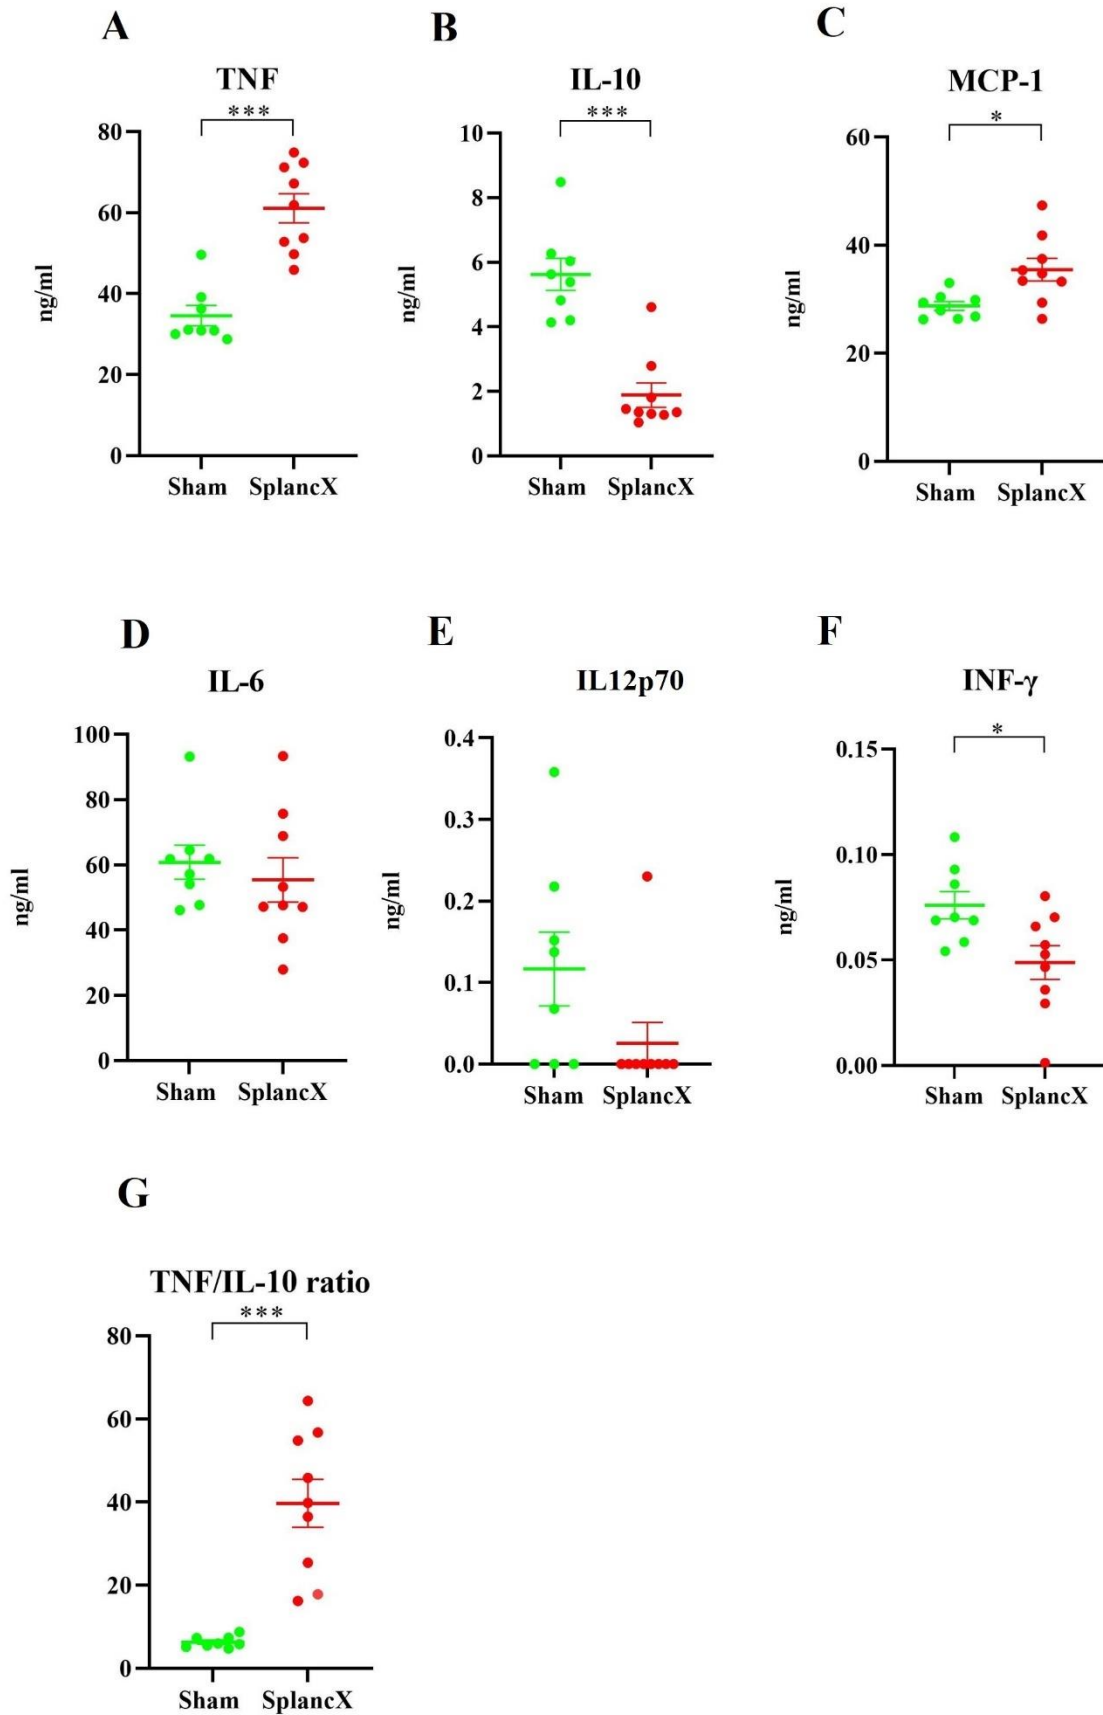 A
B
C
TNF
IL-10
MCP-1
***
***
*
80
60
40
20
0
ng/ml
Sham SplancX
10
8
6
4
2
0
ng/ml
Sham SplancX
60
40
20
0
ng/ml
Sham SplancX
D
E
F
IL-6
IL12p70
INF-γ
*
100
80
60
40
20
0
ng/ml
Sham SplancX
0.4
0.3
0.2
0.1
0.0
ng/ml
Sham SplancX
0.15
0.10
0.05
0.00
ng/ml
Sham SplancX
G
TNF/IL-10 ratio
***
80
60
40
20
0
Sham SplancX